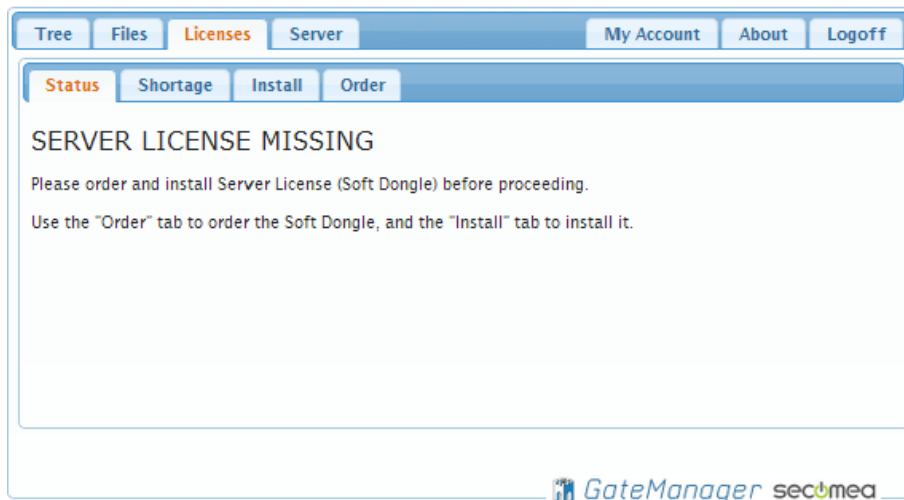 Tree Files Licenses Server My Account About Logoff
Status Shortage Install Order
SERVER LICENSE MISSING
Please order and install Server License (Soft Dongle) before proceeding.
Use the "Order" tab to order the Soft Dongle, and the "Install" tab to install it.
GateManager secomea